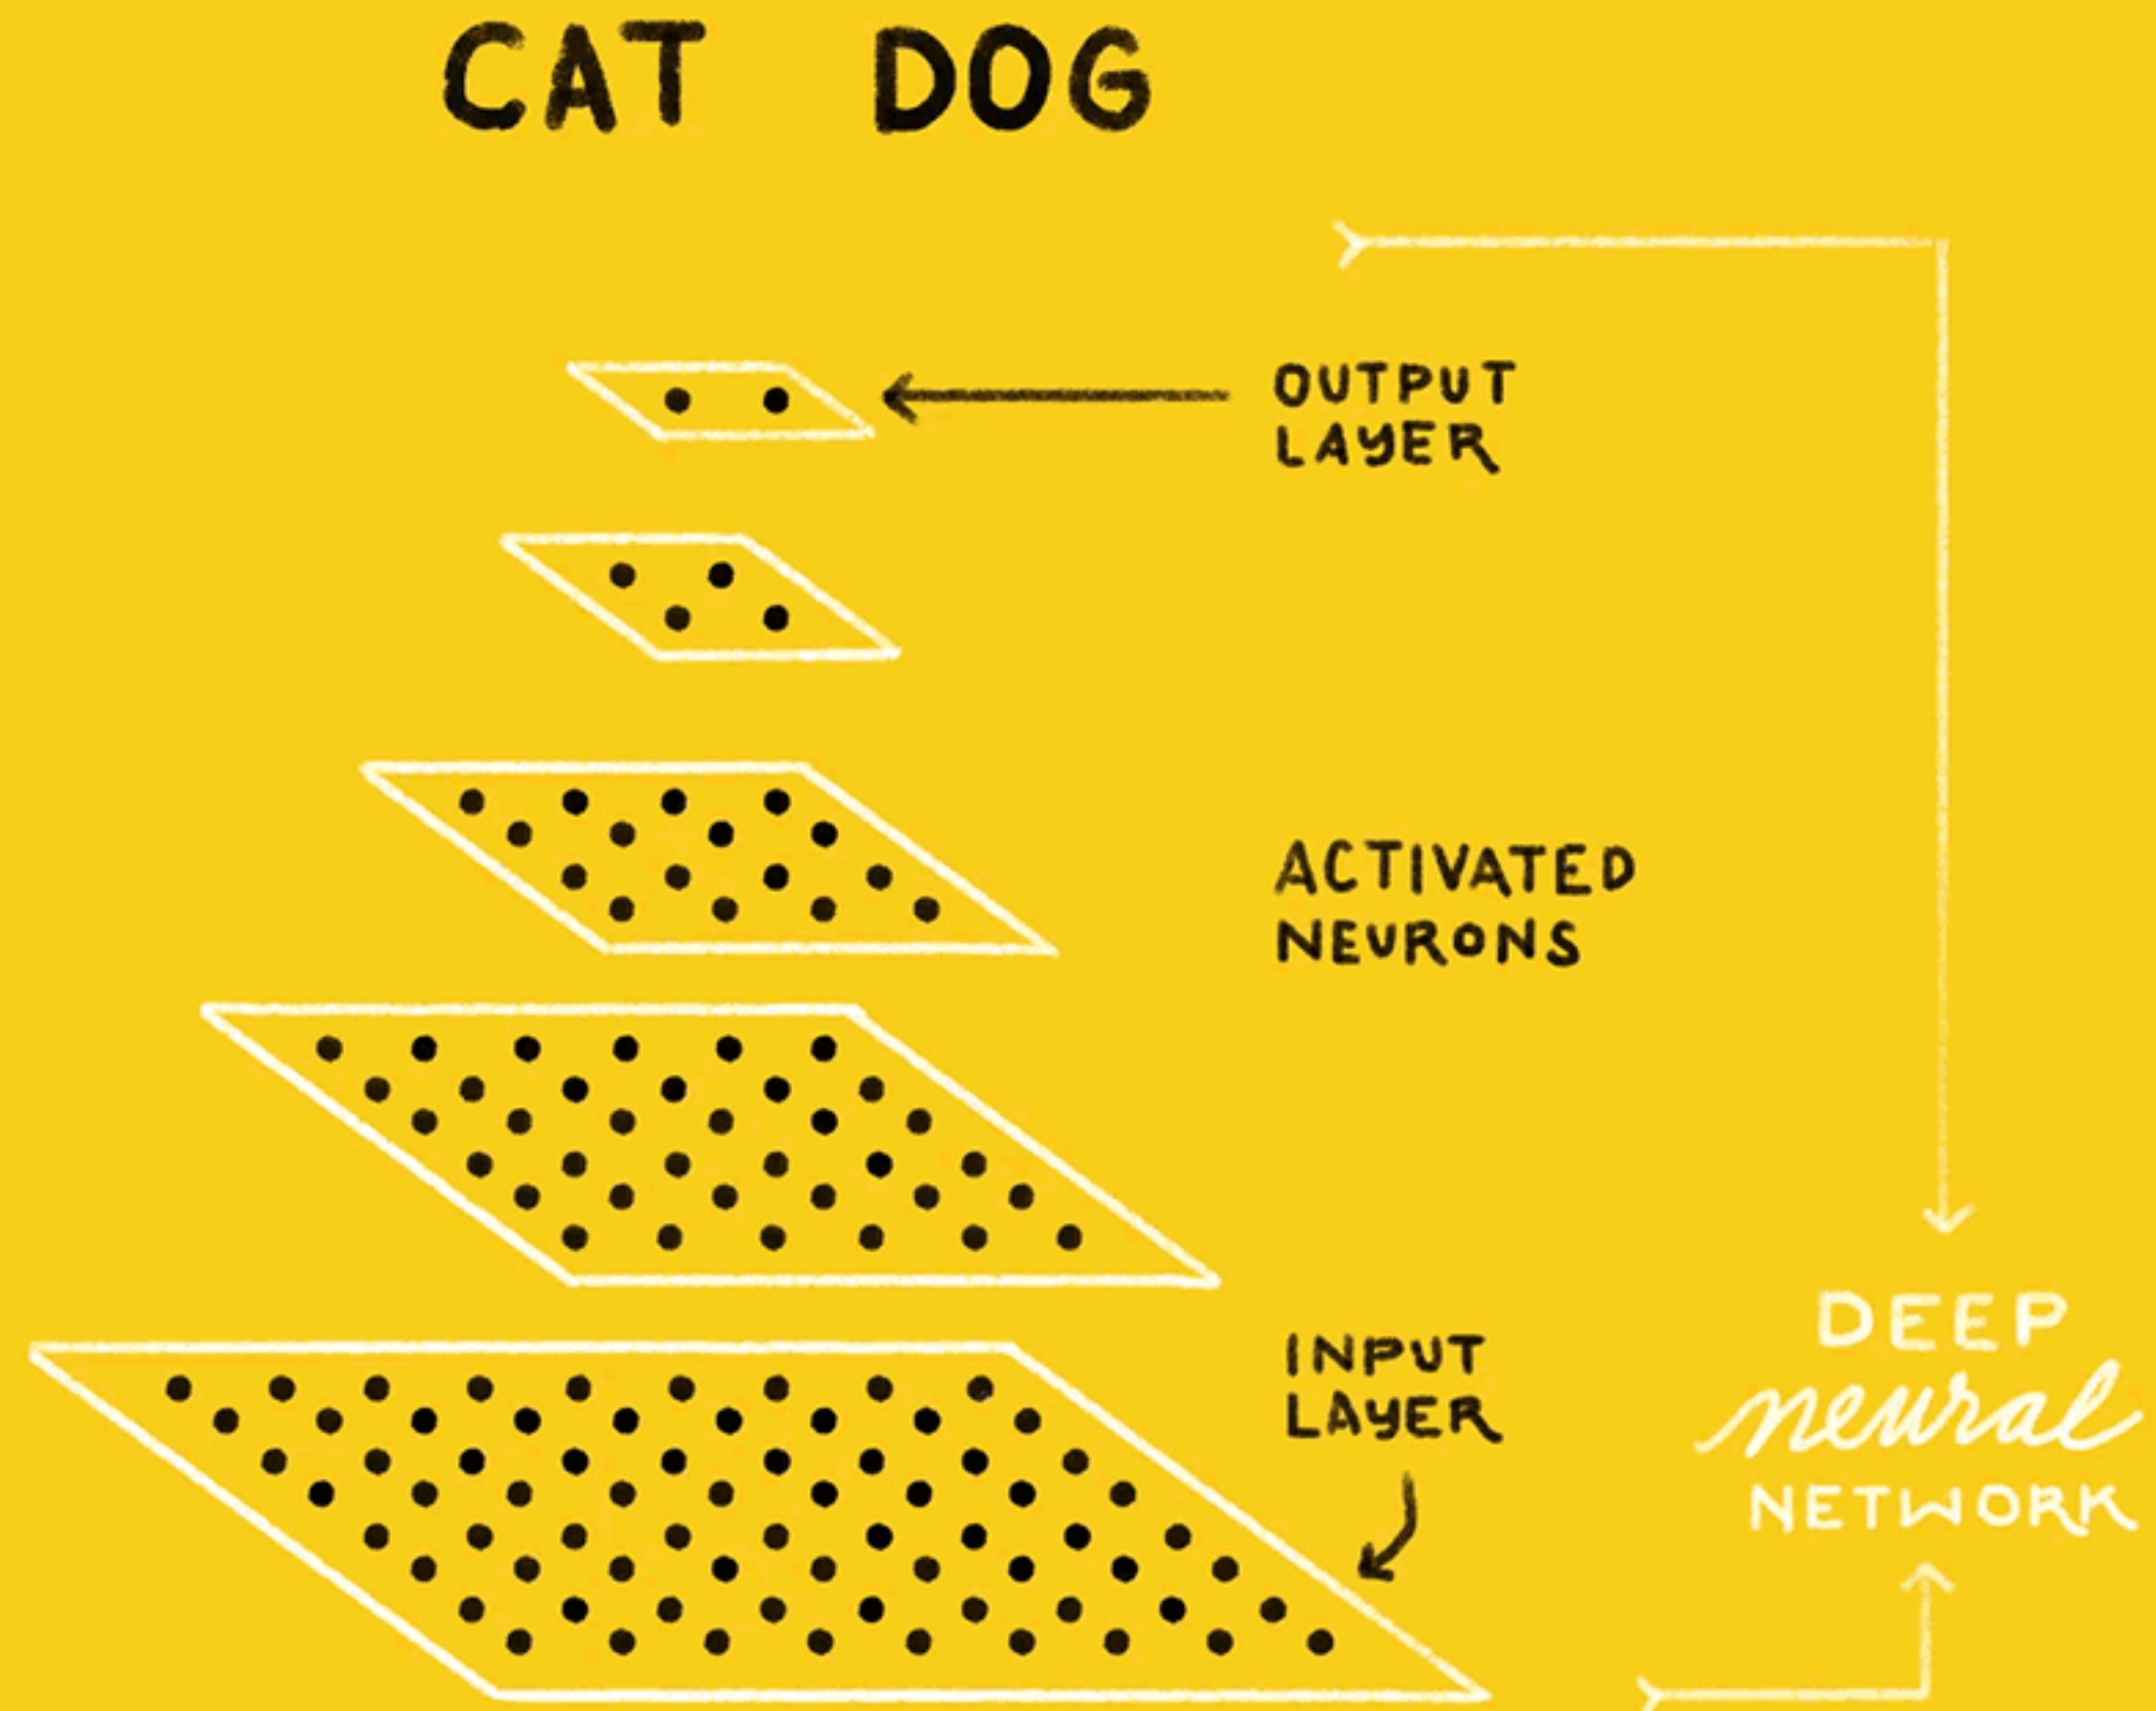 CAT DOG
OUTPUT
LAYER
ACTIVATED
NEURONS
INPUT
LAYER
DEEP
neural
NETWORK